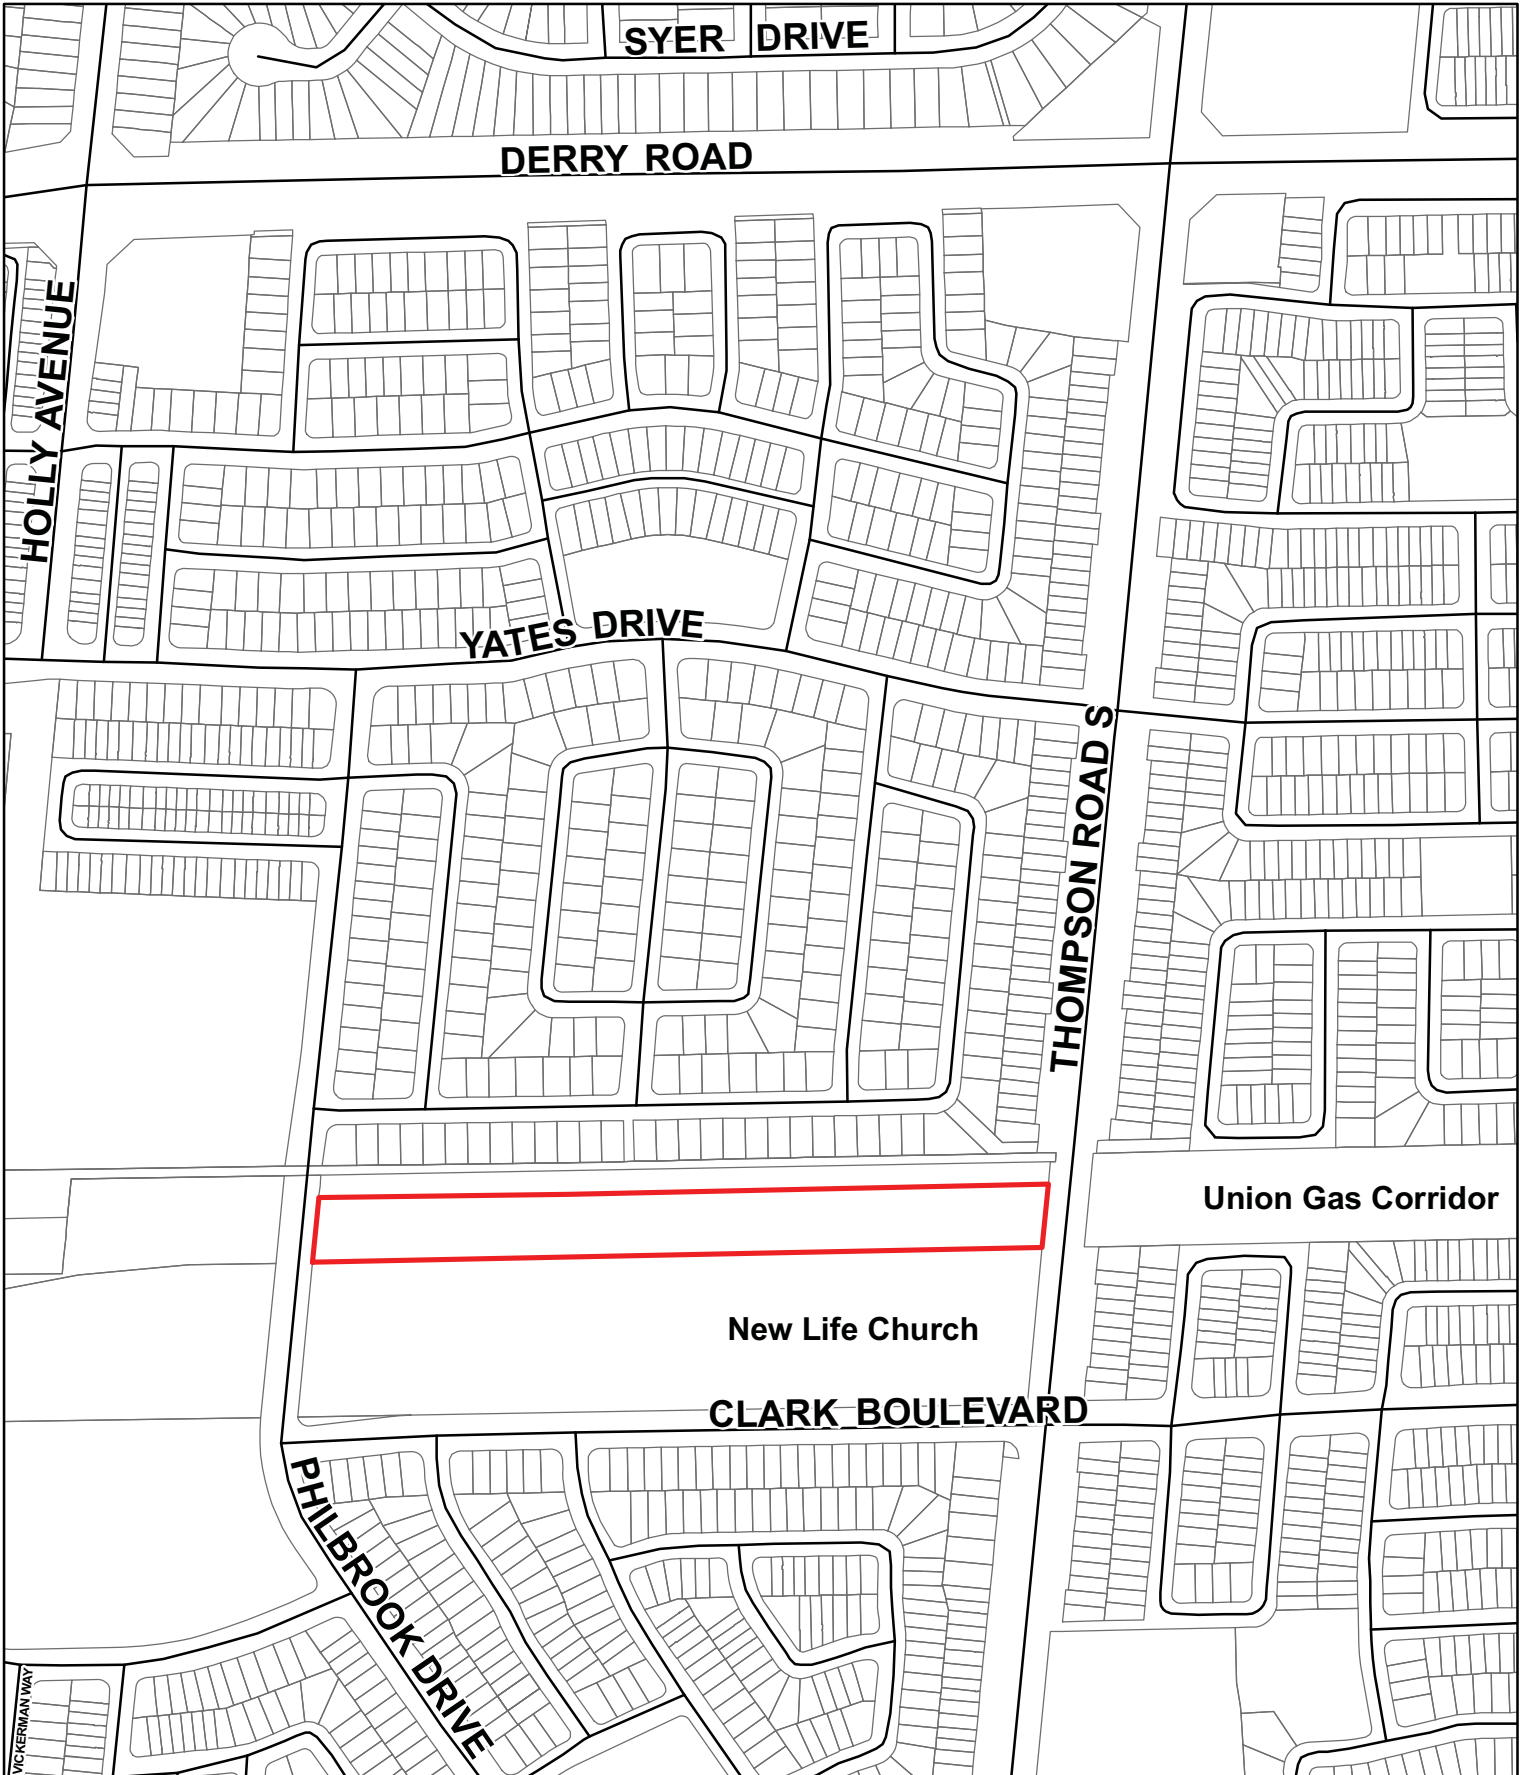 SYER DRIVE
DERRY ROAD
HOLLY AVENUE
YATES DRIVE
THOMPSON ROAD S
Union Gas Corridor
New Life Church
CLARK BOULEVARD
PHILBROOK DRIVE
VICKERMAN WAY